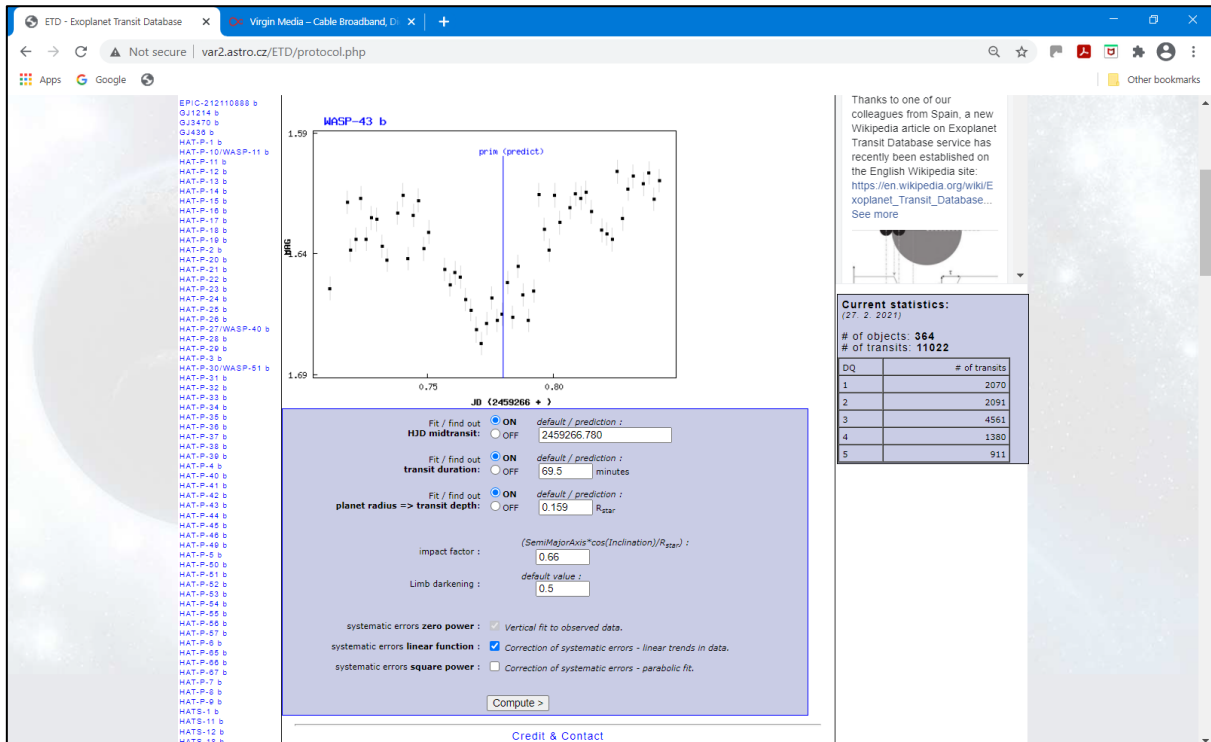 ETD - Exoplanet Transit Database
Virgin Media – Cable Broadband, Di
Not secure | var2.astro.cz/ETD/protocol.php
Apps
Google
Other bookmarks
EPIC-212110888 b
GJ1214 b
GJ3470 b
GJ436 b
HAT-P-1 b
HAT-P-10/WASP-11 b
HAT-P-11 b
HAT-P-12 b
HAT-P-13 b
HAT-P-14 b
HAT-P-15 b
HAT-P-16 b
HAT-P-17 b
HAT-P-18 b
HAT-P-19 b
HAT-P-2 b
HAT-P-20 b
HAT-P-21 b
HAT-P-22 b
HAT-P-23 b
HAT-P-24 b
HAT-P-25 b
HAT-P-26 b
HAT-P-27/WASP-40 b
HAT-P-28 b
HAT-P-29 b
HAT-P-3 b
HAT-P-30/WASP-51 b
HAT-P-31 b
HAT-P-32 b
HAT-P-33 b
HAT-P-34 b
HAT-P-35 b
HAT-P-36 b
HAT-P-37 b
HAT-P-38 b
HAT-P-39 b
HAT-P-4 b
HAT-P-40 b
HAT-P-41 b
HAT-P-42 b
HAT-P-43 b
HAT-P-44 b
HAT-P-45 b
HAT-P-46 b
HAT-P-49 b
HAT-P-5 b
HAT-P-50 b
HAT-P-51 b
HAT-P-52 b
HAT-P-53 b
HAT-P-54 b
HAT-P-55 b
HAT-P-56 b
HAT-P-57 b
HAT-P-6 b
HAT-P-65 b
HAT-P-66 b
HAT-P-67 b
HAT-P-7 b
HAT-P-8 b
HAT-P-9 b
HATS-1 b
HATS-11 b
HATS-12 b
HATS-18 b
WASP-43 b
prim (predict)
MAG
1.59
1.64
1.69
0.75
0.80
JD (2459266 + )
Fit / find out
HJD midtransit:
ON
OFF
default / prediction :
2459266.780
Fit / find out
transit duration:
ON
OFF
default / prediction :
69.5 minutes
Fit / find out
planet radius => transit depth:
ON
OFF
default / prediction :
0.159 Rstar
impact factor :
(SemiMajorAxis*cos(Inclination)/Rstar) :
0.66
Limb darkening :
default value :
0.5
systematic errors zero power : Vertical fit to observed data.
systematic errors linear function : Correction of systematic errors - linear trends in data.
systematic errors square power : Correction of systematic errors - parabolic fit.
Compute >
Credit & Contact
Thanks to one of our
colleagues from Spain, a new
Wikipedia article on Exoplanet
Transit Database service has
recently been established on
the English Wikipedia site:
https://en.wikipedia.org/wiki/E
xoplanet_Transit_Database...
See more
Current statistics:
(27. 2. 2021)
# of objects: 364
# of transits: 11022
DQ # of transits
1 2070
2 2091
3 4561
4 1380
5 911